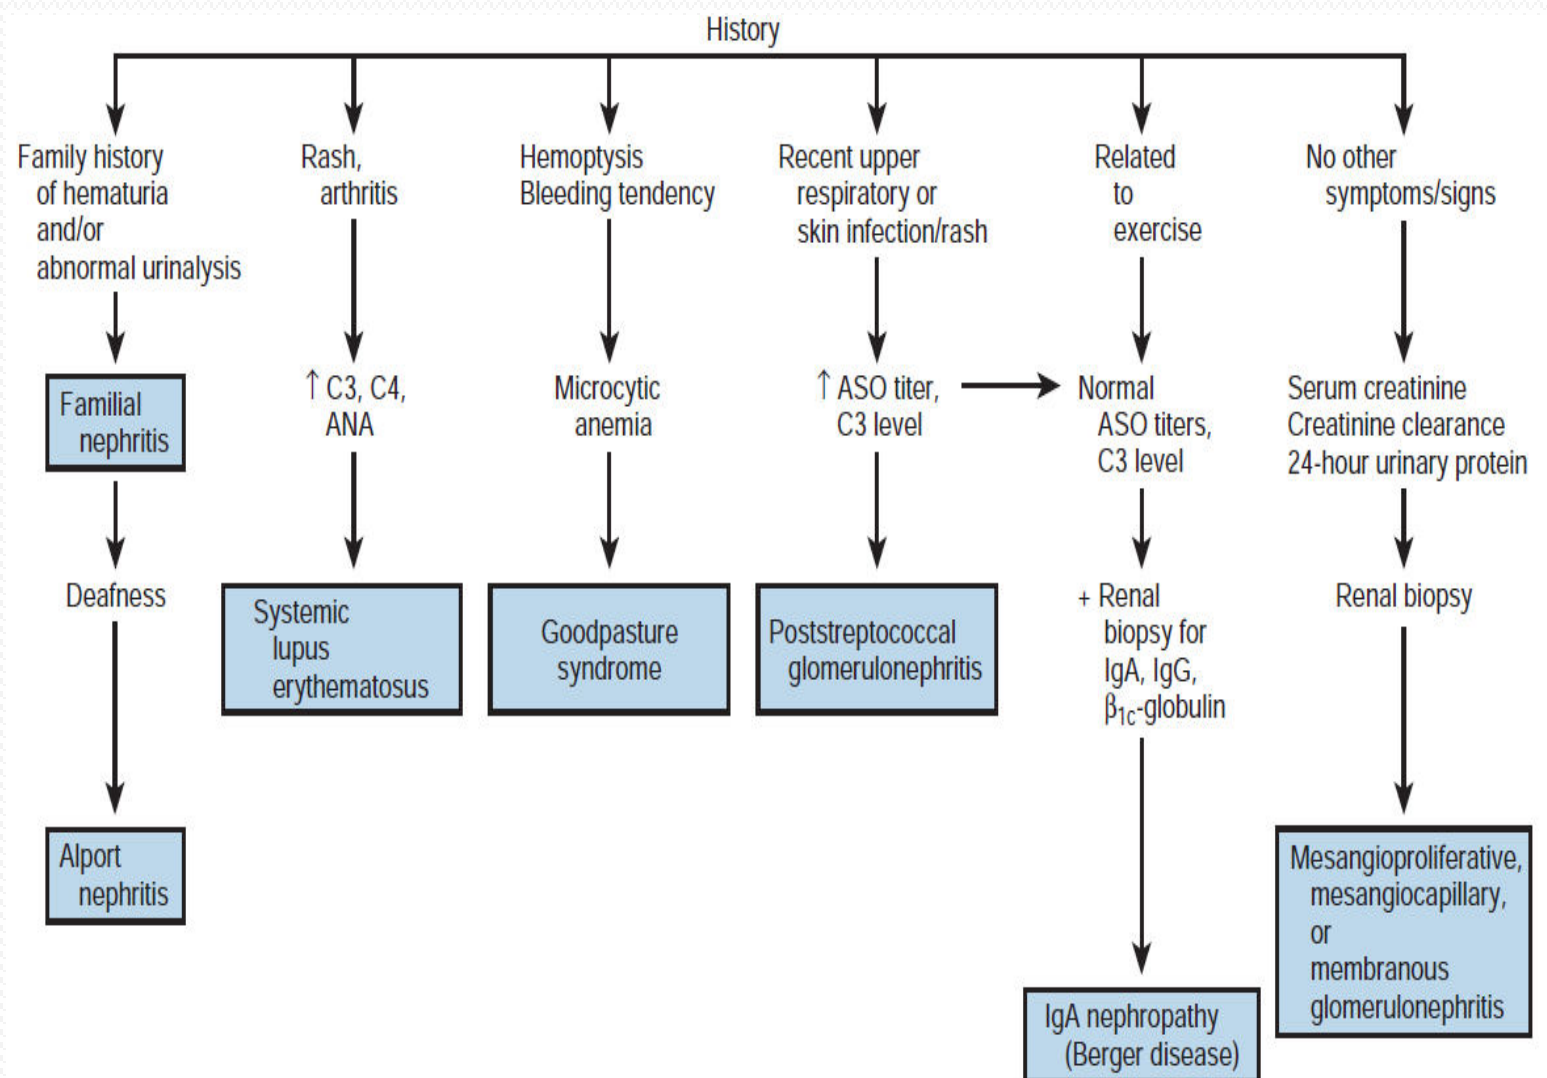 History
Family history
of hematuria
and/or
abnormal urinalysis
Familial
nephritis
Deafness
Alport
nephritis
Rash,
arthritis
↑ C3, C4,
ANA
Systemic
lupus
erythematosus
Hemoptysis
Bleeding tendency
Microcytic
anemia
Goodpasture
syndrome
Recent upper
respiratory or
skin infection/rash
↑ ASO titer,
C3 level
Poststreptococcal
glomerulonephritis
Related
to
exercise
Normal
ASO titers,
C3 level
+ Renal
biopsy for
IgA, IgG,
β1c-globulin
IgA nephropathy
(Berger disease)
No other
symptoms/signs
Serum creatinine
Creatinine clearance
24-hour urinary protein
Renal biopsy
Mesangioproliferative,
mesangiocapillary,
or
membranous
glomerulonephritis